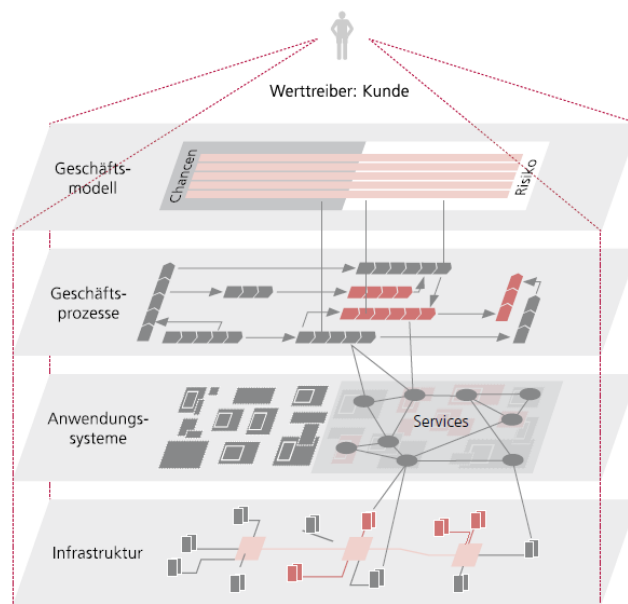 Werttreiber: Kunde
Geschäfts-
modell
Chancen
Risiko
Geschäfts-
prozesse
Anwendungs-
systeme
Services
Infrastruktur